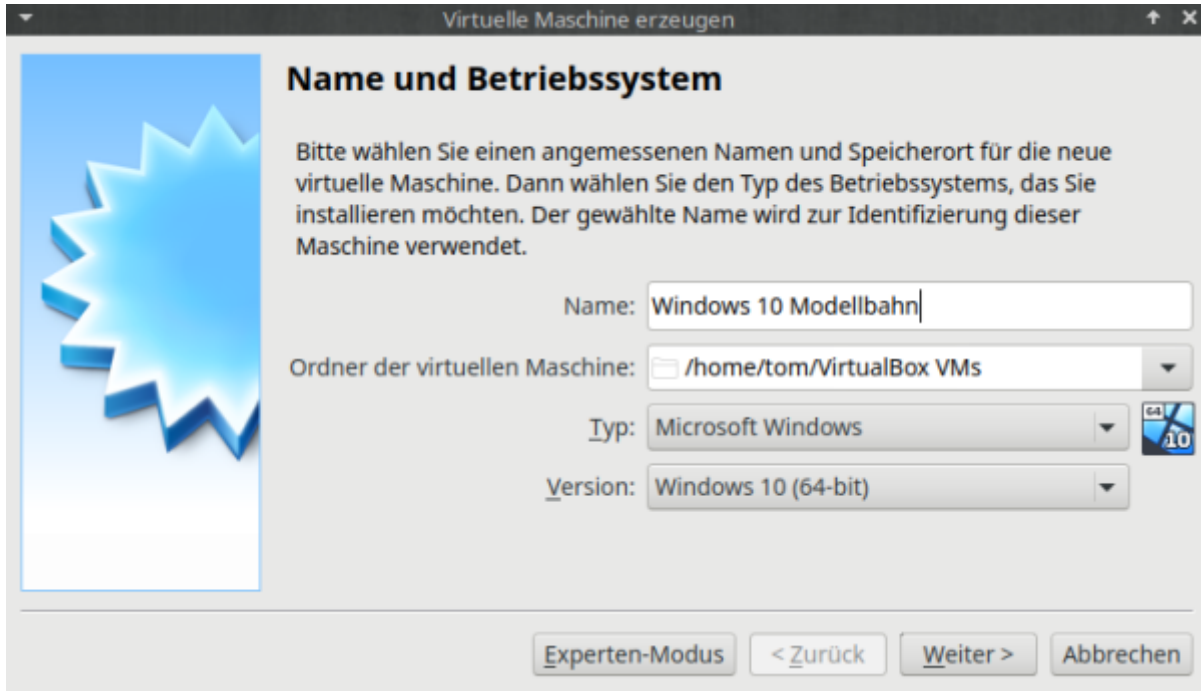 Virtuelle Maschine erzeugen
Name und Betriebssystem
Bitte wählen Sie einen angemessenen Namen und Speicherort für die neue
virtuelle Maschine. Dann wählen Sie den Typ des Betriebssystems, das Sie
installieren möchten. Der gewählte Name wird zur Identifizierung dieser
Maschine verwendet.
Name: Windows 10 Modellbahn
Ordner der virtuellen Maschine: /home/tom/VirtualBox VMs
Typ: Microsoft Windows
64
10
Version: Windows 10 (64-bit)
Experten-Modus < Zurück Weiter > Abbrechen